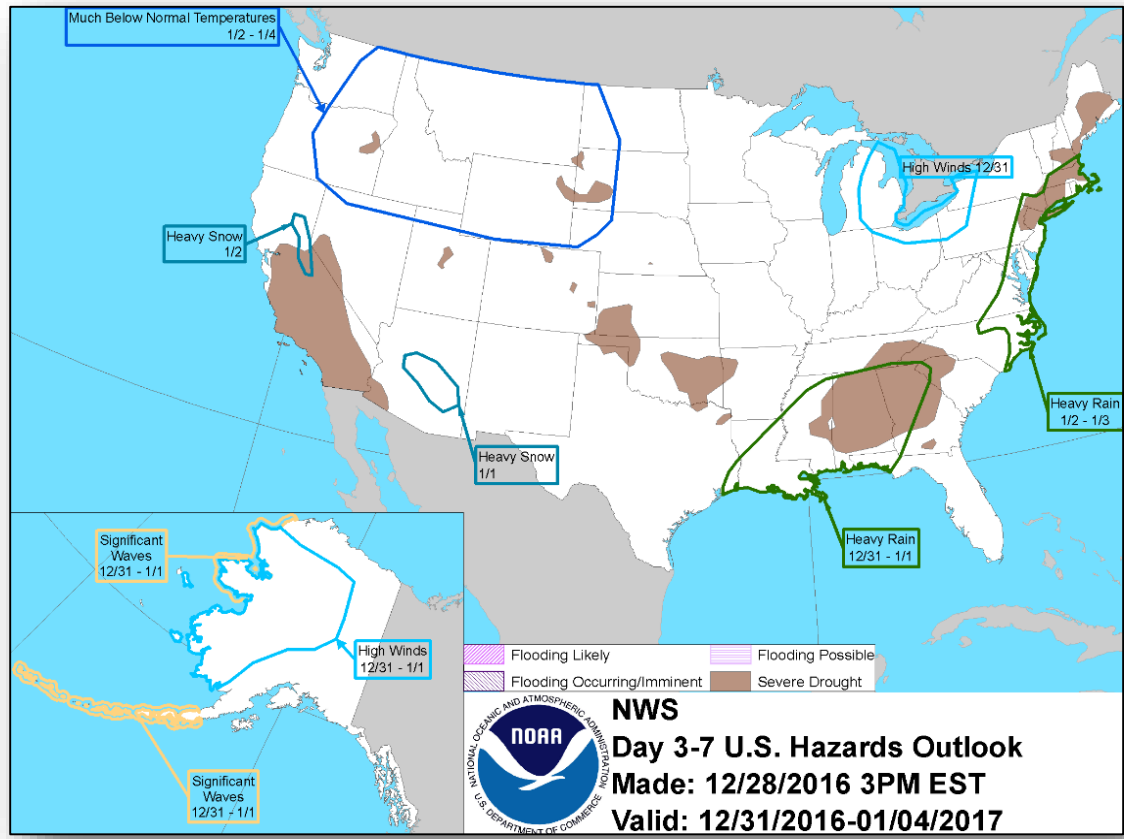 Much Below Normal Temperatures
1/2 - 1/4
High Winds 12/31
Heavy Snow
1/2
Heavy Rain
1/2 - 1/3
Heavy Snow
1/1
Heavy Rain
12/31 - 1/1
Significant
Waves
12/31 - 1/1
High Winds
12/31 - 1/1
Significant
Waves
12/31 - 1/1
Flooding Likely
Flooding Possible
Flooding Occurring/Imminent
Severe Drought
NATIONAL OCEANIC AND ATMOSPHERIC ADMINISTRATION
NOAA
U.S. DEPARTMENT OF COMMERCE
NWS
Day 3-7 U.S. Hazards Outlook
Made: 12/28/2016 3PM EST
Valid: 12/31/2016-01/04/2017